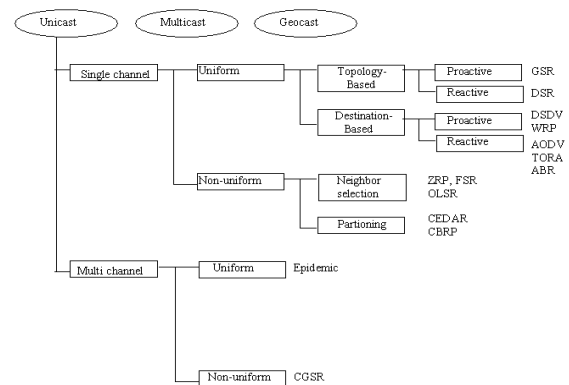 Unicast
Multicast
Geocast
Single channel
Uniform
Topology-
Based
Proactive
GSR
Reactive
DSR
Destination-
Based
Proactive
DSDV
WRP
Reactive
AODV
TORA
ABR
Non-uniform
Neighbor
selection
ZRP, FSR
OLSR
Partioning
CEDAR
CBRP
Multi channel
Uniform
Epidemic
Non-uniform
CGSR